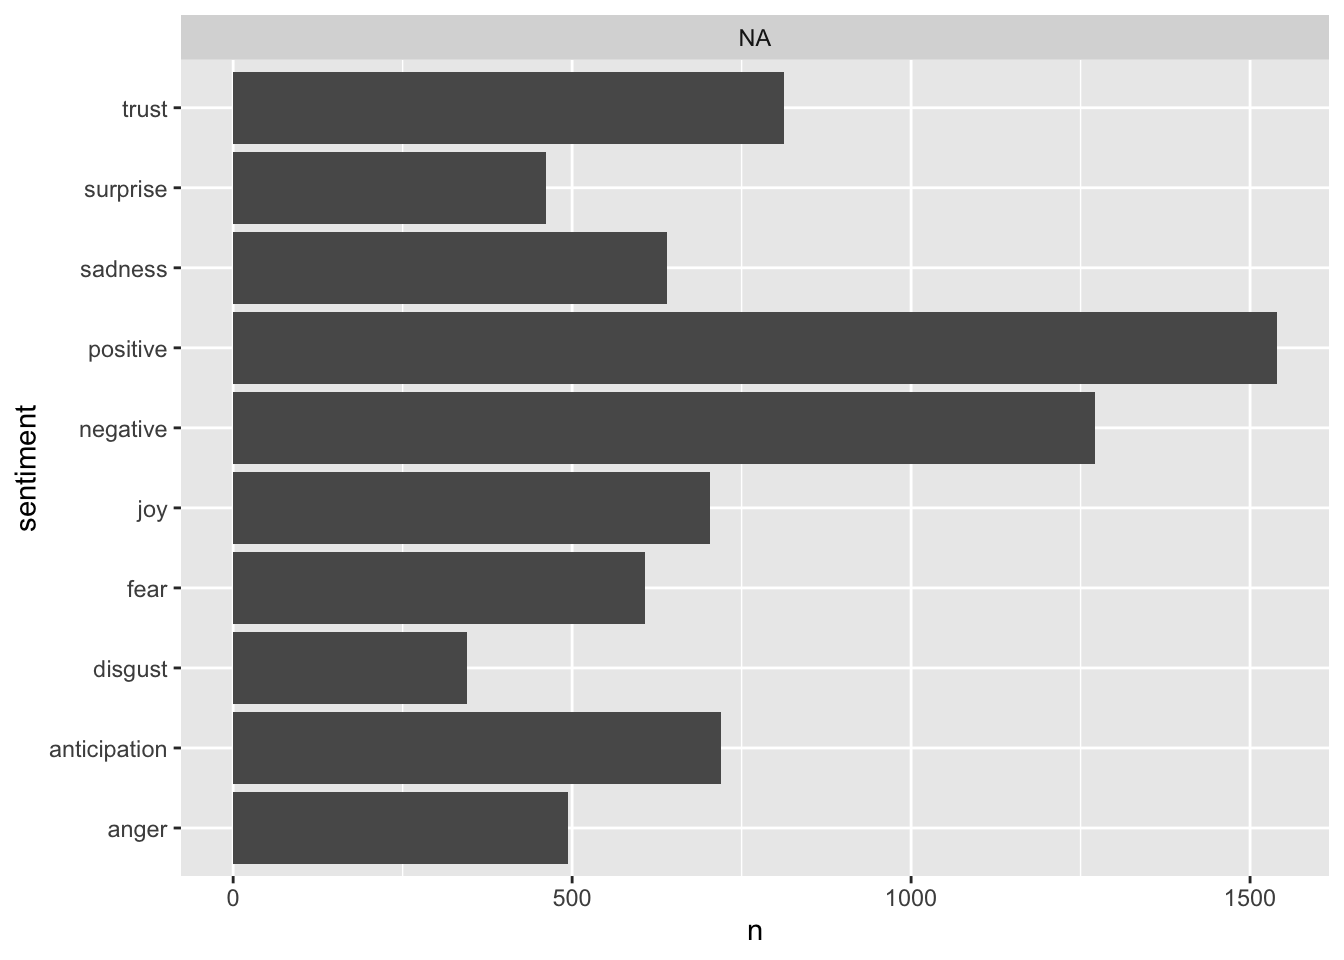 NA
trust
surprise
sadness
positive
negative
joy
fear
disgust
anticipation
anger
sentiment
0 500 1000 1500
n